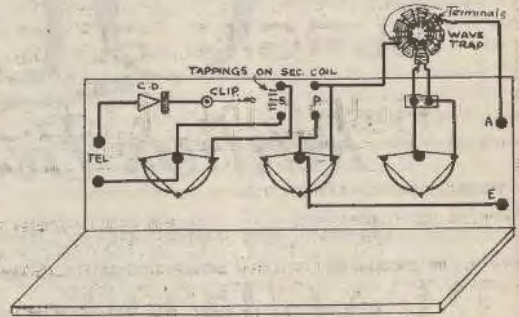 Terminals
WAVE
TRAP
TAPPINGS ON SEC. COIL
C.D.
CLIP
S.
P.
A
TEL
E